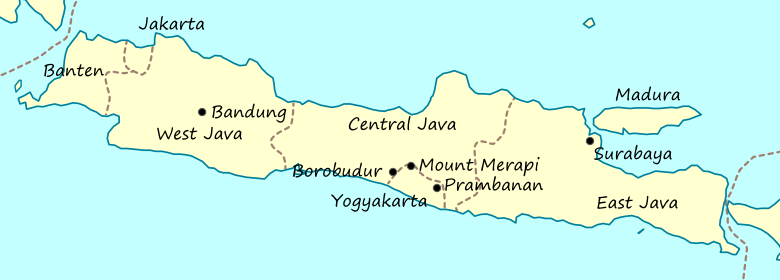 Jakarta
Banten
Madura
Bandung
Central Java
West Java
Surabaya
Mount Merapi
Borobudur
Prambanan
Yogyakarta
East Java